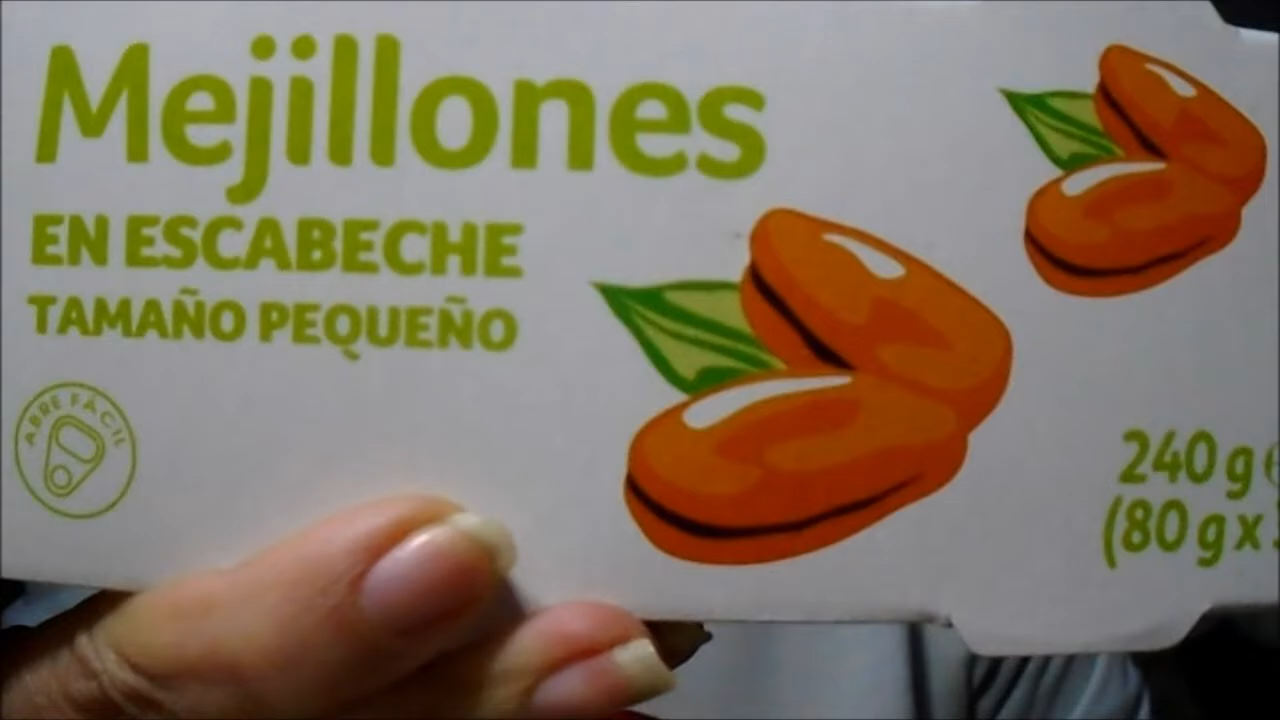 Mejillones
EN ESCABECHE
TAMAÑO PEQUEÑO
ABRE FÁCIL
240 g
(80 g x